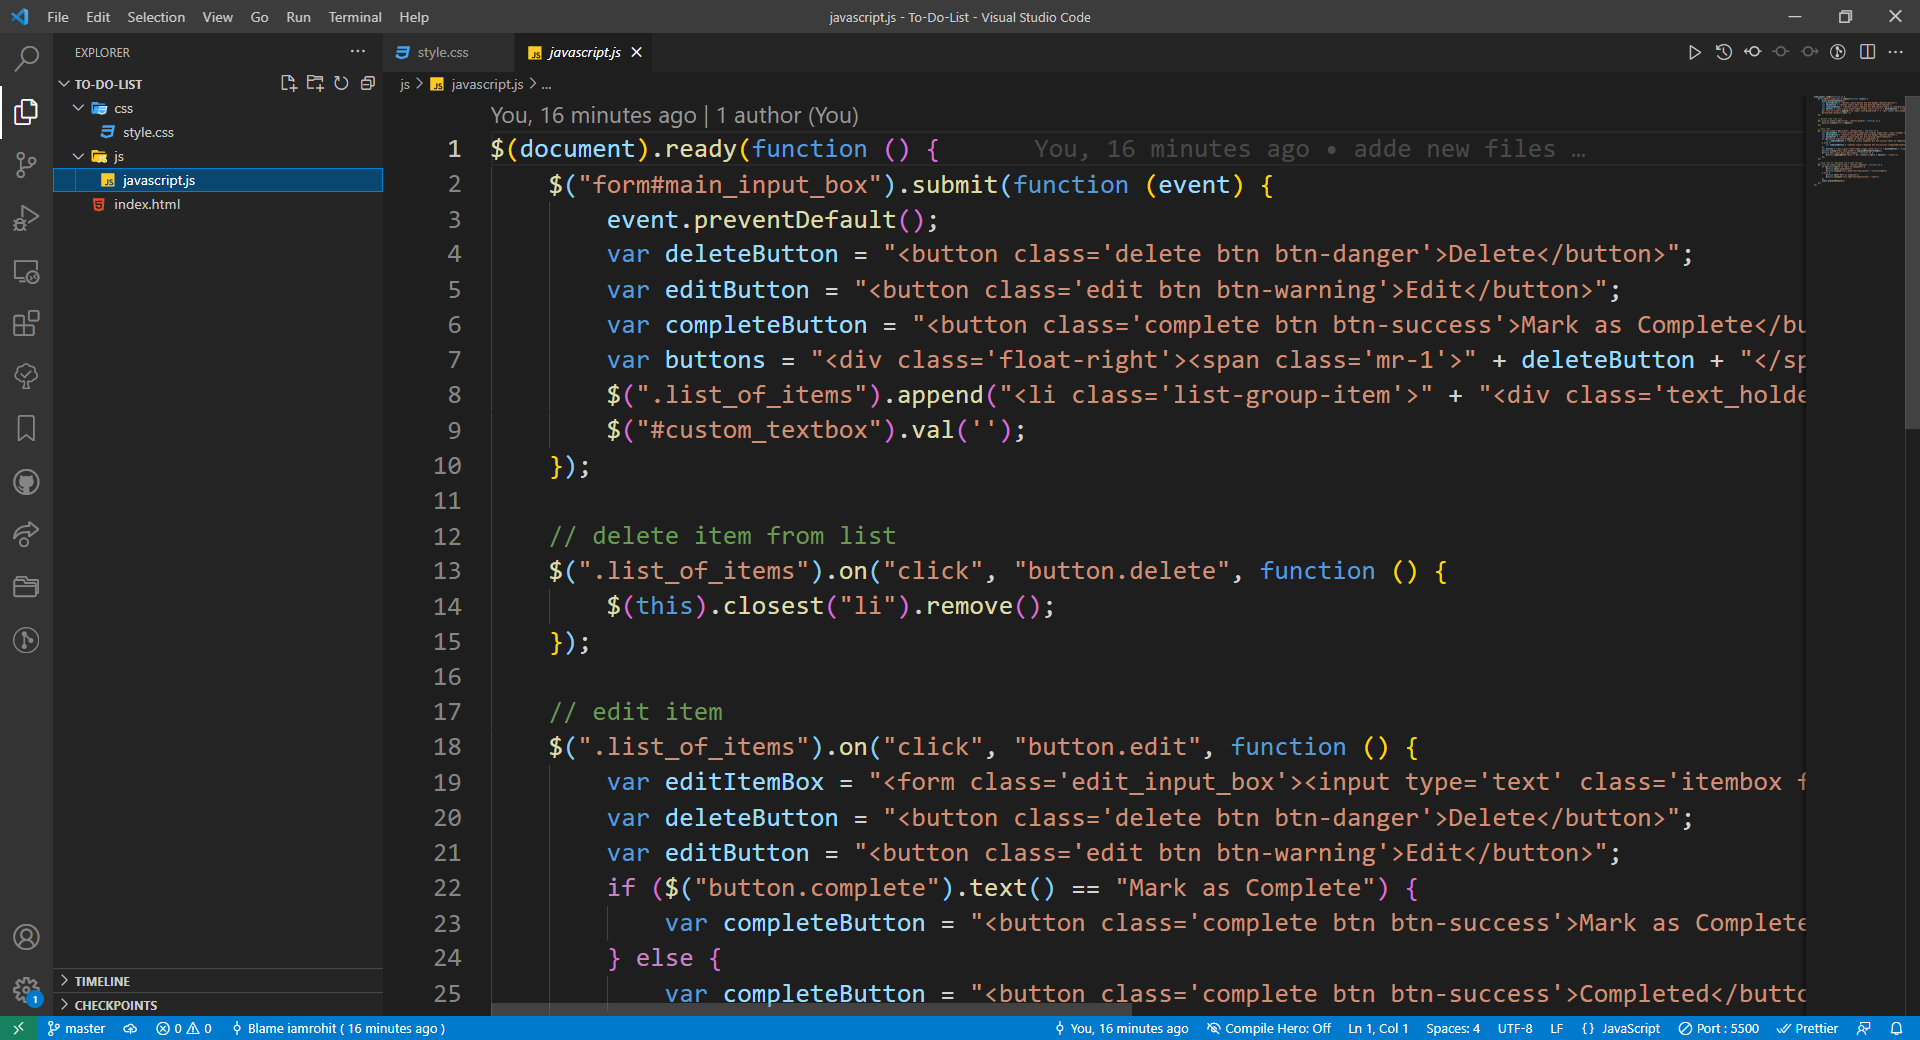 File Edit Selection View Go Run Terminal Help
javascript.js - To-Do-List - Visual Studio Code
EXPLORER
TO-DO-LIST
css
style.css
js
javascript.js
index.html
TIMELINE
CHECKPOINTS
style.css
javascript.js
js > javascript.js > ...
You, 16 minutes ago | 1 author (You)
1 $(document).ready(function () { You, 16 minutes ago • adde new files …
2 $("form#main_input_box").submit(function (event) {
3 event.preventDefault();
4 var deleteButton = "<button class='delete btn btn-danger'>Delete</button>";
5 var editButton = "<button class='edit btn btn-warning'>Edit</button>";
6 var completeButton = "<button class='complete btn btn-success'>Mark as Complete</bu
7 var buttons = "<div class='float-right'><span class='mr-1'>" + deleteButton + "</sp
8 $(".list_of_items").append("<li class='list-group-item'>" + "<div class='text_holde
9 $("#custom_textbox").val('');
10 });
11
12 // delete item from list
13 $(".list_of_items").on("click", "button.delete", function () {
14 $(this).closest("li").remove();
15 });
16
17 // edit item
18 $(".list_of_items").on("click", "button.edit", function () {
19 var editItemBox = "<form class='edit_input_box'><input type='text' class='itembox f
20 var deleteButton = "<button class='delete btn btn-danger'>Delete</button>";
21 var editButton = "<button class='edit btn btn-warning'>Edit</button>";
22 if ($("button.complete").text() == "Mark as Complete") {
23 var completeButton = "<button class='complete btn btn-success'>Mark as Complete
24 } else {
25 var completeButton = "<button class='complete btn btn-success'>Completed</butto
1
master 0 0 Blame iamrohit ( 16 minutes ago ) You, 16 minutes ago Compile Hero: Off Ln 1, Col 1 Spaces: 4 UTF-8 LF {} JavaScript Port : 5500 Prettier